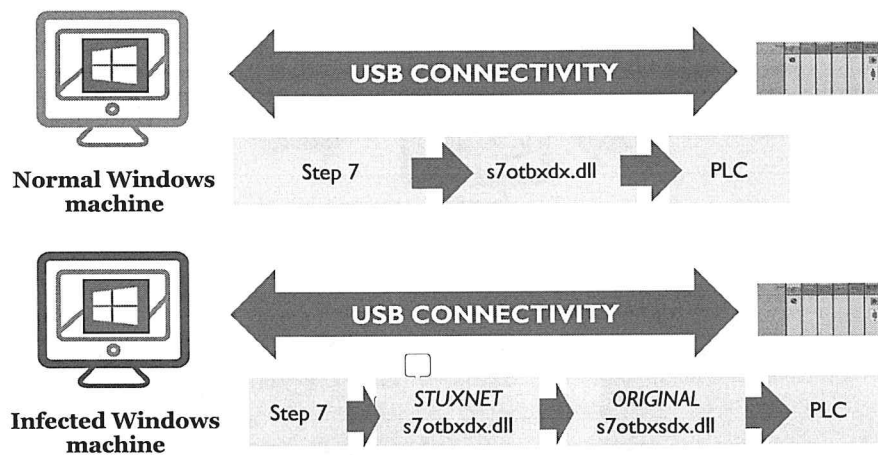 USB CONNECTIVITY
Normal Windows
machine
Step 7
s7otbxdx.dll
PLC
USB CONNECTIVITY
Infected Windows
machine
Step 7
STUXNET
s7otbxdx.dll
ORIGINAL
s7otbxsdx.dll
PLC